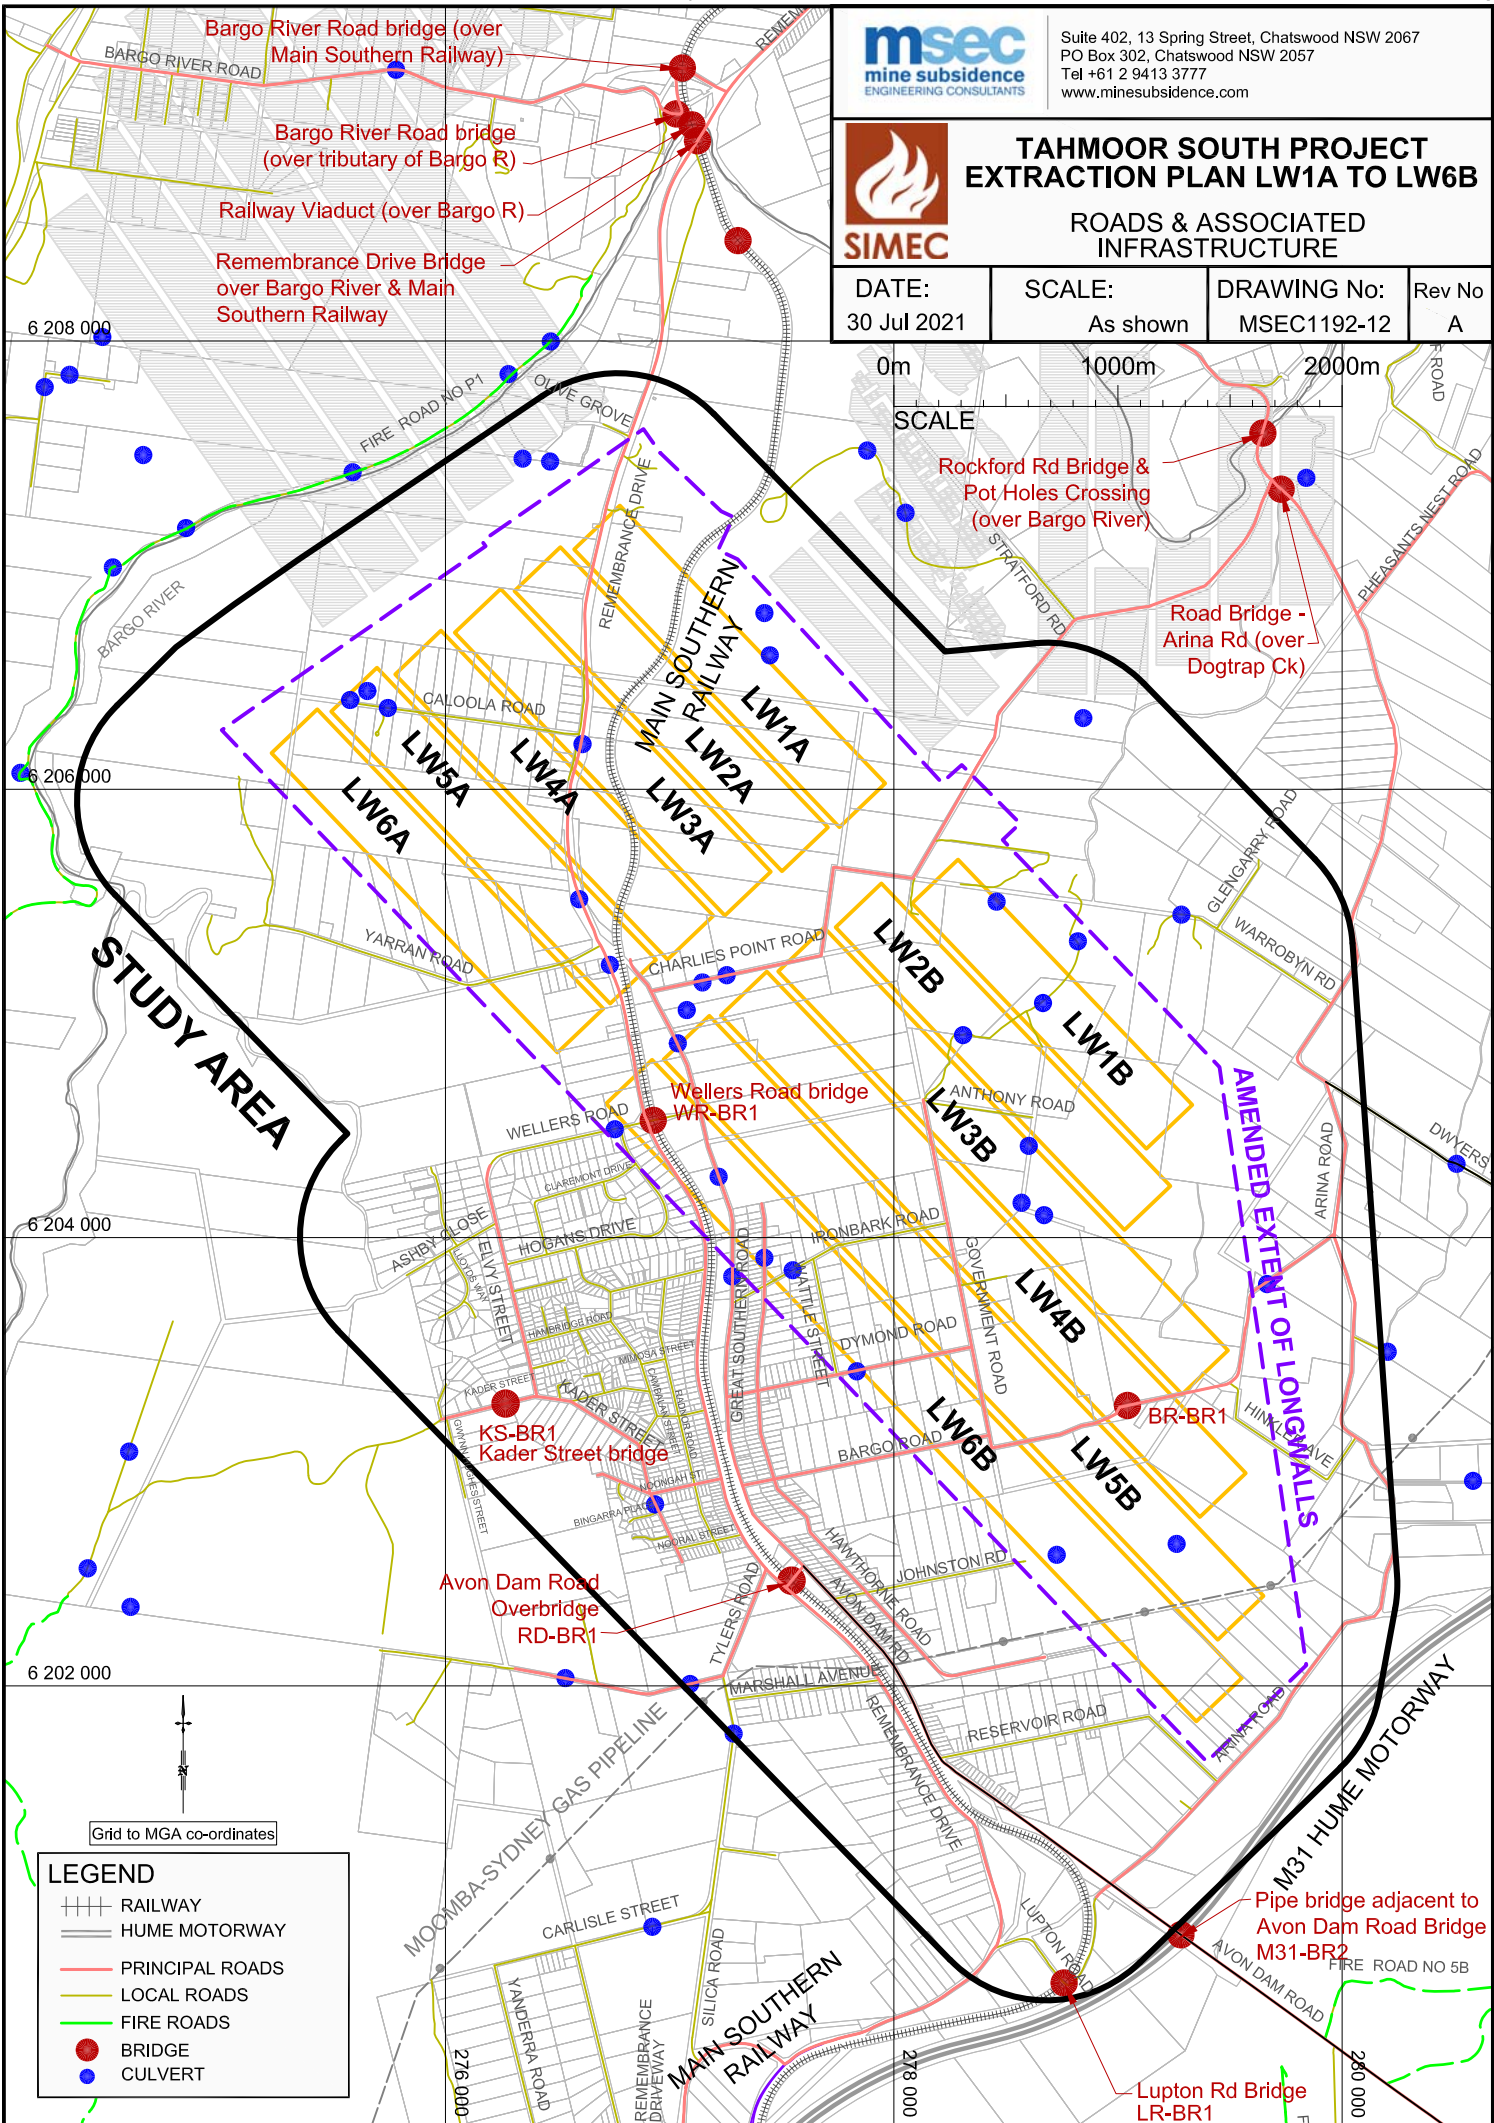 msec
mine subsidence
ENGINEERING CONSULTANTS
Suite 402, 13 Spring Street, Chatswood NSW 2067
PO Box 302, Chatswood NSW 2057
Tel +61 2 9413 3777
www.minesubsidence.com
SIMEC
TAHMOOR SOUTH PROJECT
EXTRACTION PLAN LW1A TO LW6B
ROADS & ASSOCIATED
INFRASTRUCTURE
DATE:
30 Jul 2021
SCALE:
As shown
DRAWING No:
MSEC1192-12
Rev No
A
Bargo River Road bridge (over
Main Southern Railway)
BARGO RIVER ROAD
Bargo River Road bridge
(over tributary of Bargo R)
Railway Viaduct (over Bargo R)
Remembrance Drive Bridge
over Bargo River & Main
Southern Railway
6 208 000
0m
1000m
2000m
SCALE
FIRE ROAD NO P1
OLIVE GROVE
REMEMBRANCE DRIVE
BARGO RIVER
Rockford Rd Bridge &
Pot Holes Crossing
(over Bargo River)
STRATFORD RD
PHEASANTS NEST ROAD
Road Bridge -
Arina Rd (over
Dogtrap Ck)
MAIN SOUTHERN
RAILWAY
CALOOLA ROAD
LW1A
LW2A
LW3A
LW4A
LW5A
LW6A
6 206 000
GLENGARRY ROAD
WARROBYN RD
YARRAN ROAD
CHARLIES POINT ROAD
STUDY AREA
LW2B
LW1B
Wellers Road bridge
WR-BR1
WELLERS ROAD
ANTHONY ROAD
LW3B
AMENDED EXTENT OF LONGWALLS
ARINA ROAD
DWYERS
CLAREMONT DRIVE
HOGANS DRIVE
ASHBY CLOSE
ELVY STREET
6 204 000
IRONBARK ROAD
GOVERNMENT ROAD
GREAT SOUTHERN ROAD
WATTLE STREET
DYMOND ROAD
LW4B
HAMBRIDGE ROAD
MIMOSA STREET
KADER STREET
KADER STREET
KS-BR1
Kader Street bridge
GWYNN HUGHES STREET
NOONGAH ST
BINGARRA PLACE
NOORAL STREET
BARGO ROAD
LW6B
LW5B
BR-BR1
HINKLER AVE
Avon Dam Road
Overbridge
RD-BR1
TYLERS ROAD
HAWTHORNE ROAD
AVON DAM RD
JOHNSTON RD
6 202 000
MARSHALL AVENUE
REMEMBRANCE DRIVE
RESERVOIR ROAD
ARINA ROAD
M31 HUME MOTORWAY
MOOMBA-SYDNEY GAS PIPELINE
Grid to MGA co-ordinates
LEGEND
RAILWAY
HUME MOTORWAY
PRINCIPAL ROADS
LOCAL ROADS
FIRE ROADS
BRIDGE
CULVERT
CARLISLE STREET
YANDERRA ROAD
SILICA ROAD
REMEMBRANCE
DRIVEWAY
MAIN SOUTHERN
RAILWAY
LUPTON ROAD
Pipe bridge adjacent to
Avon Dam Road Bridge
M31-BR2
AVON DAM ROAD
FIRE ROAD NO 5B
Lupton Rd Bridge
LR-BR1
276 000
278 000
280 000